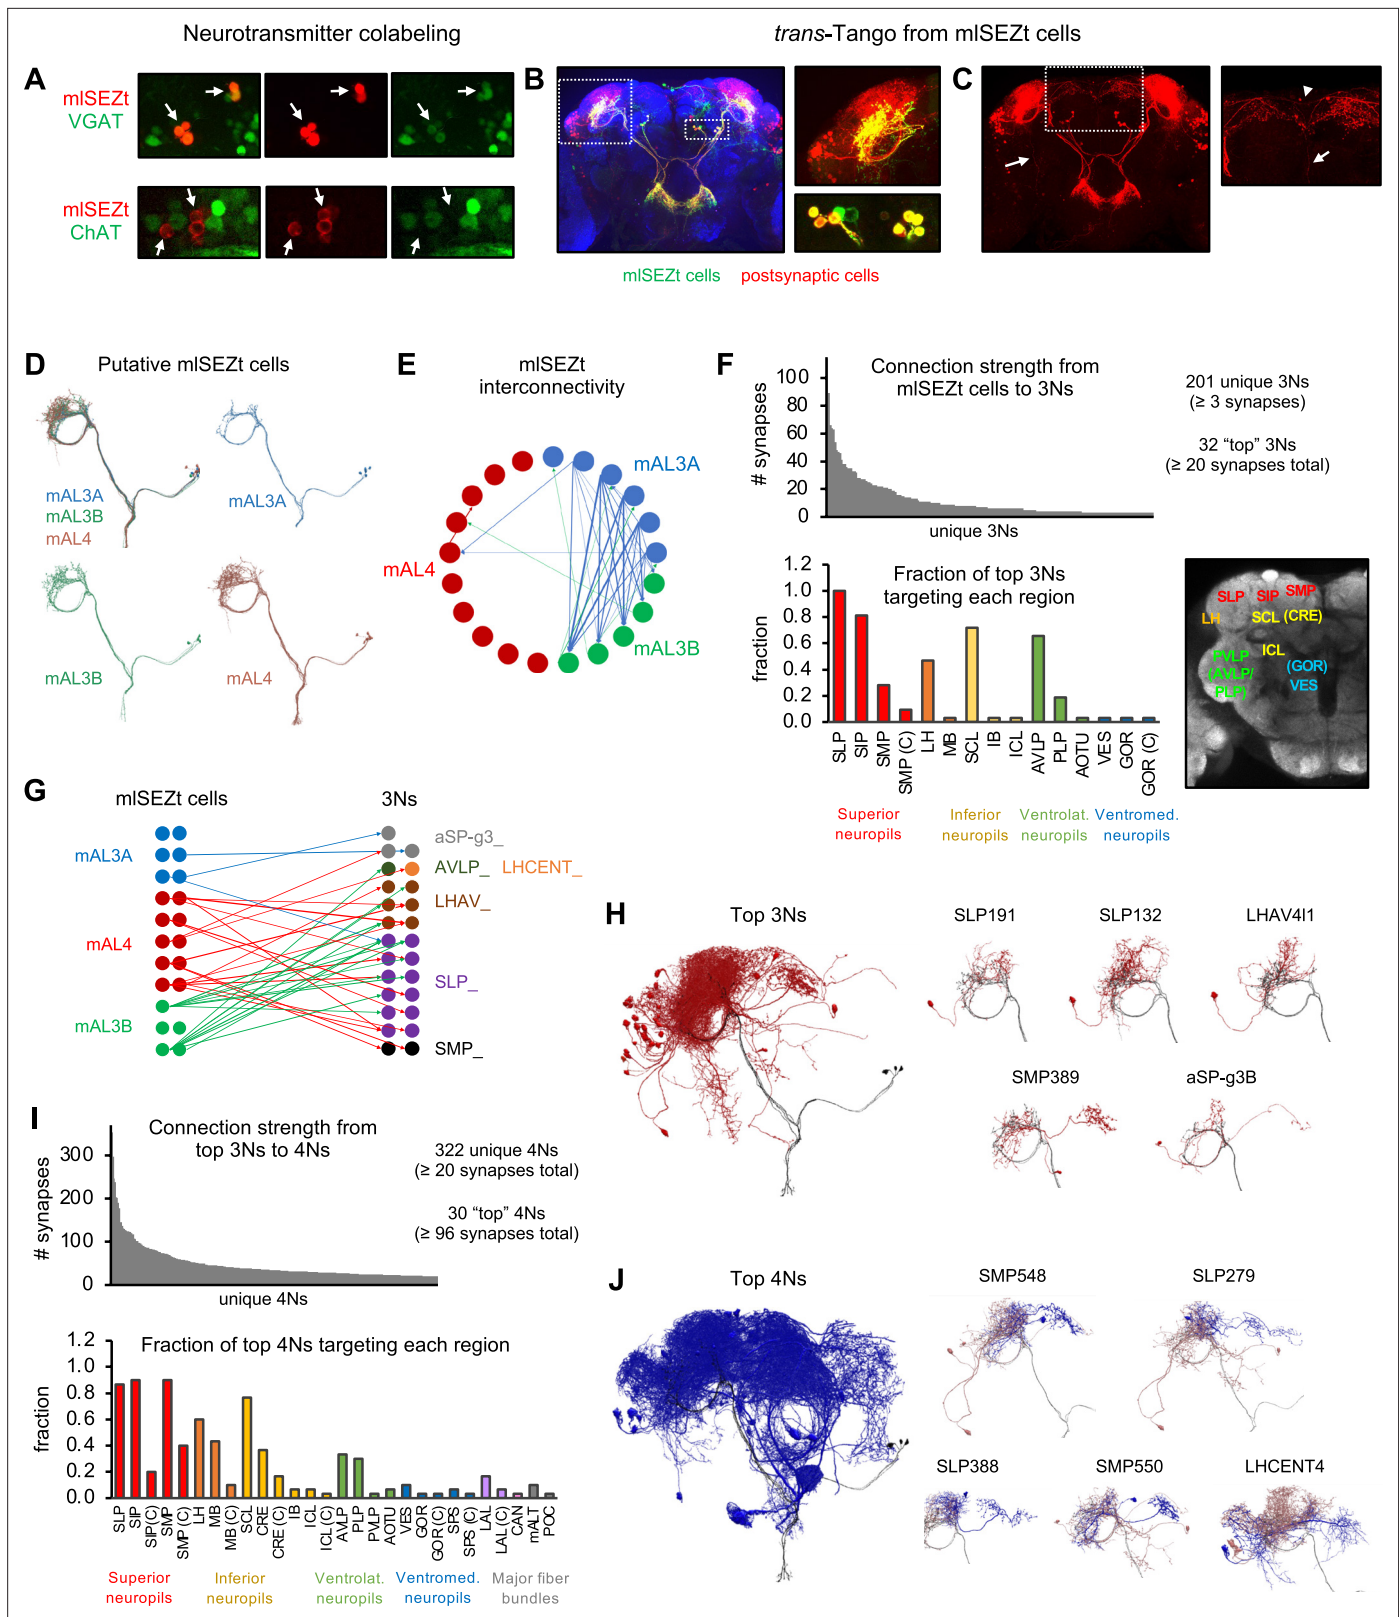 Neurotransmitter colabeling
trans-Tango from mlSEZt cells
A
mlSEZt
VGAT
mlSEZt
ChAT
B
mlSEZt cells postsynaptic cells
C
D
Putative mlSEZt cells
mAL3A
mAL3B
mAL4
mAL3A
mAL3B
mAL4
E
mlSEZt
interconnectivity
mAL3A
mAL4
mAL3B
F
Connection strength from
mlSEZt cells to 3Ns
201 unique 3Ns
(≥ 3 synapses)
32 “top” 3Ns
(≥ 20 synapses total)
# synapses
100
80
60
40
20
0
unique 3Ns
Fraction of top 3Ns
targeting each region
fraction
1.2
1.0
0.8
0.6
0.4
0.2
0.0
SLP
SIP
SMP
SMP (C)
LH
MB
SCL
IB
ICL
AVLP
PLP
AOTU
VES
GOR
GOR (C)
Superior
neuropils
Inferior
neuropils
Ventrolat.
neuropils
Ventromed.
neuropils
SLP SIP SMP
LH SCL (CRE)
ICL
PVLP
(AVLP/
PLP)
(GOR)
VES
G
mlSEZt cells
3Ns
mAL3A
mAL4
mAL3B
aSP-g3_
AVLP_ LHCENT_
LHAV_
SLP_
SMP_
H
Top 3Ns
SLP191
SLP132
LHAV4l1
SMP389
aSP-g3B
I
Connection strength from
top 3Ns to 4Ns
322 unique 4Ns
(≥ 20 synapses total)
30 “top” 4Ns
(≥ 96 synapses total)
# synapses
300
200
100
0
unique 4Ns
Fraction of top 4Ns targeting each region
fraction
1.2
1.0
0.8
0.6
0.4
0.2
0.0
SLP
SIP
SIP(C)
SMP
SMP (C)
LH
MB
MB (C)
SCL
CRE
CRE (C)
IB
ICL
ICL (C)
AVLP
PLP
PVLP
AOTU
VES
GOR
GOR (C)
SPS
SPS (C)
LAL
LAL (C)
CAN
mALT
POC
Superior
neuropils
Inferior
neuropils
Ventrolat.
neuropils
Ventromed.
neuropils
Major fiber
bundles
J
Top 4Ns
SMP548
SLP279
SLP388
SMP550
LHCENT4